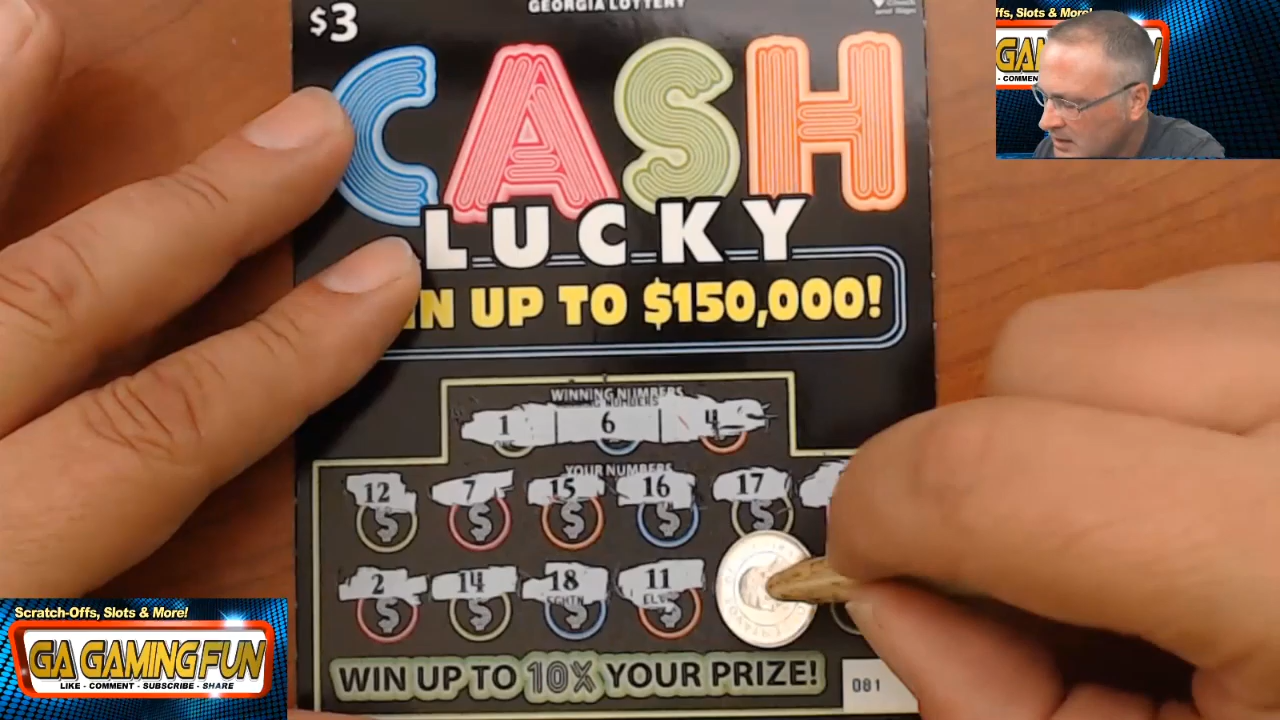 $3
GEORGIA LOTTERY
CASH
LUCKY
IN UP TO $150,000!
WINNING NUMBERS
1 6 4
YOUR NUMBERS
12 7 15 16 17
$ $ $ $ $
2 14 18 11
$ $ $ $
WIN UP TO 10X YOUR PRIZE!
081
ffs, Slots & More!
GA
Scratch-Offs, Slots & More!
GA GAMING FUN
LIKE - COMMENT - SUBSCRIBE - SHARE